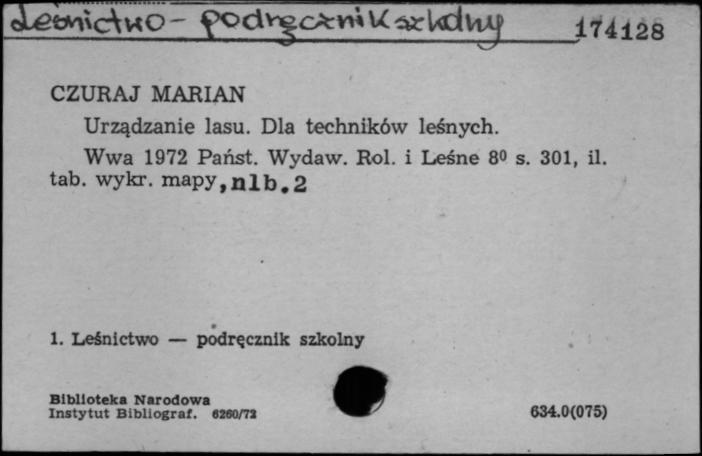 Leśnictwo - podręcznik szkolny 174128
CZURAJ MARIAN
Urządzanie lasu. Dla techników leśnych.
Wwa 1972 Państ. Wydaw. Rol. i Leśne 8⁰ s. 301, il.
tab. wykr. mapy, nlb. 2
1. Leśnictwo — podręcznik szkolny
Biblioteka Narodowa
Instytut Bibliograf. 6260/72 634.0(075)